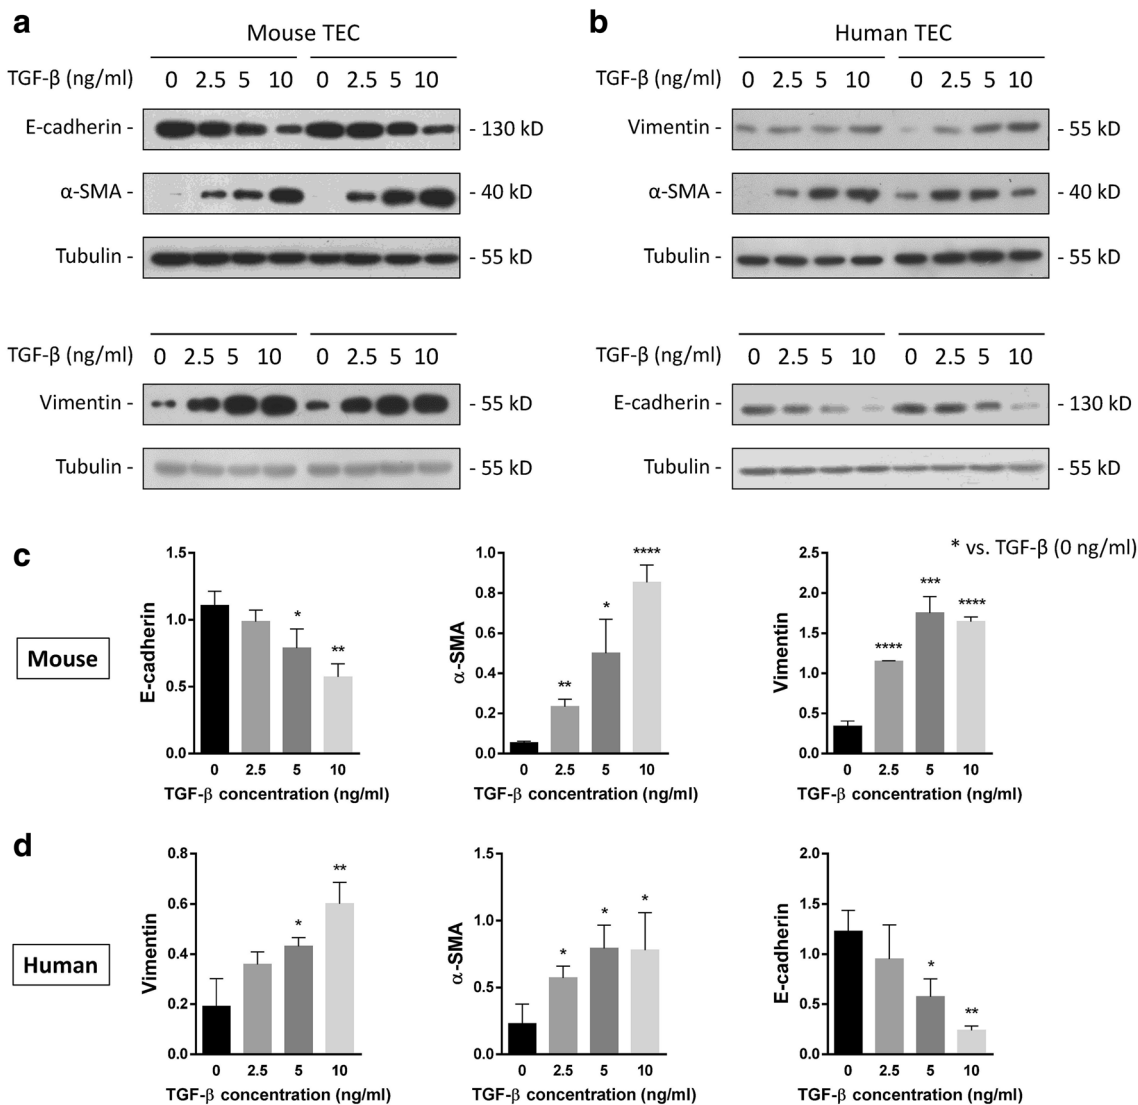 a
Mouse TEC
TGF-β (ng/ml) 0 2.5 5 10 0 2.5 5 10
E-cadherin - - 130 kD
α-SMA - - 40 kD
Tubulin - - 55 kD
TGF-β (ng/ml) 0 2.5 5 10 0 2.5 5 10
Vimentin - - 55 kD
Tubulin - - 55 kD
b
Human TEC
TGF-β (ng/ml) 0 2.5 5 10 0 2.5 5 10
Vimentin - - 55 kD
α-SMA - - 40 kD
Tubulin - - 55 kD
TGF-β (ng/ml) 0 2.5 5 10 0 2.5 5 10
E-cadherin - - 130 kD
Tubulin - - 55 kD
c
* vs. TGF-β (0 ng/ml)
Mouse
E-cadherin
1.5
1.0
0.5
0.0
* **
0 2.5 5 10
TGF-β concentration (ng/ml)
α-SMA
1.0
0.8
0.6
0.4
0.2
0.0
** * ****
0 2.5 5 10
TGF-β concentration (ng/ml)
Vimentin
2.5
2.0
1.5
1.0
0.5
0.0
**** *** ****
0 2.5 5 10
TGF-β concentration (ng/ml)
d
Human
Vimentin
0.8
0.6
0.4
0.2
0.0
* **
0 2.5 5 10
TGF-β concentration (ng/ml)
α-SMA
1.5
1.0
0.5
0.0
* * *
0 2.5 5 10
TGF-β concentration (ng/ml)
E-cadherin
2.0
1.5
1.0
0.5
0.0
* **
0 2.5 5 10
TGF-β concentration (ng/ml)